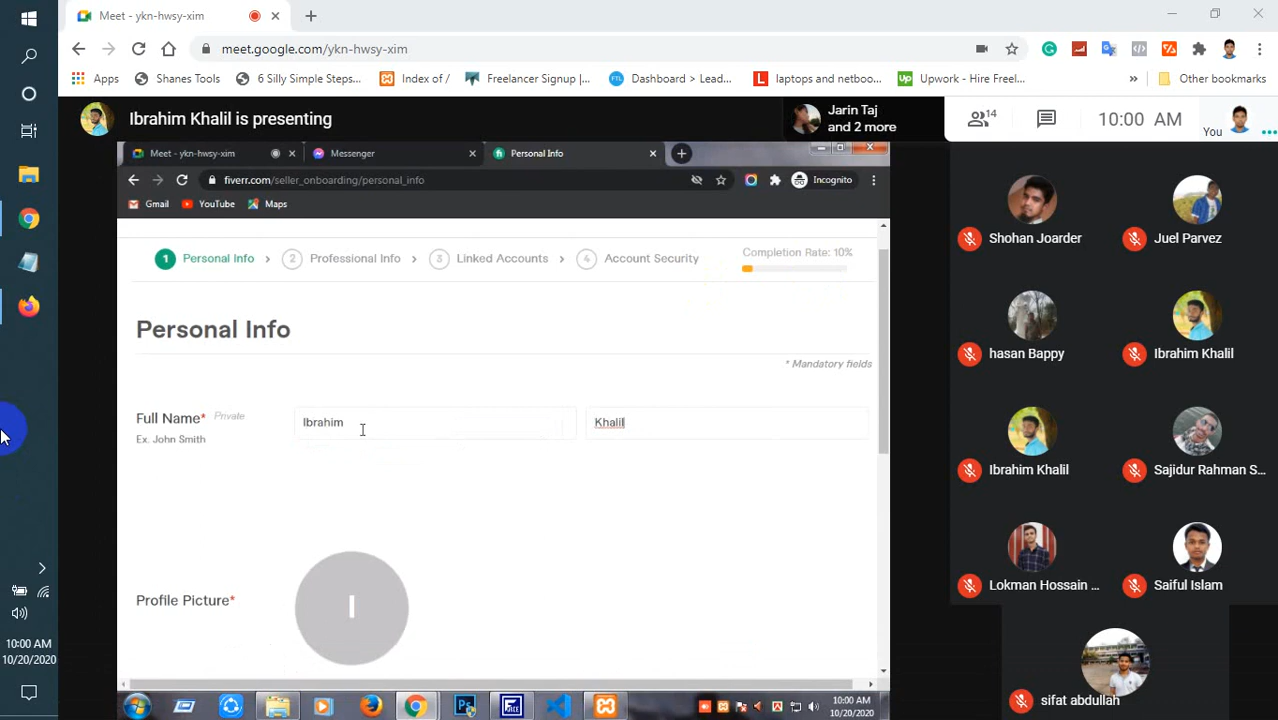 Meet - ykn-hwsy-xim
meet.google.com/ykn-hwsy-xim
Apps
Shanes Tools
6 Silly Simple Steps...
Index of /
Freelancer Signup |...
Dashboard > Lead...
laptops and netboo...
Upwork - Hire Freel...
»
Other bookmarks
Ibrahim Khalil is presenting
Jarin Taj
and 2 more
14
10:00 AM
You
Meet - ykn-hwsy-xim
Messenger
Personal Info
fiverr.com/seller_onboarding/personal_info
Incognito
Gmail
YouTube
Maps
1 Personal Info
2 Professional Info
3 Linked Accounts
4 Account Security
Completion Rate: 10%
Personal Info
* Mandatory fields
Full Name* Private
Ex. John Smith
Ibrahim
Khalil
Profile Picture*
I
Shohan Joarder
Juel Parvez
hasan Bappy
Ibrahim Khalil
Ibrahim Khalil
Sajidur Rahman S...
Lokman Hossain ...
Saiful Islam
sifat abdullah
10:00 AM
10/20/2020
10:00 AM
10/20/2020